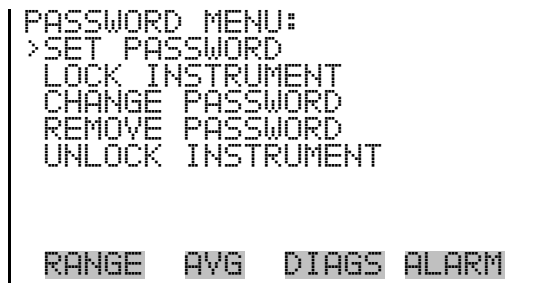 PASSWORD MENU:
>SET PASSWORD
LOCK INSTRUMENT
CHANGE PASSWORD
REMOVE PASSWORD
UNLOCK INSTRUMENT
RANGE AVG DIAGS ALARM